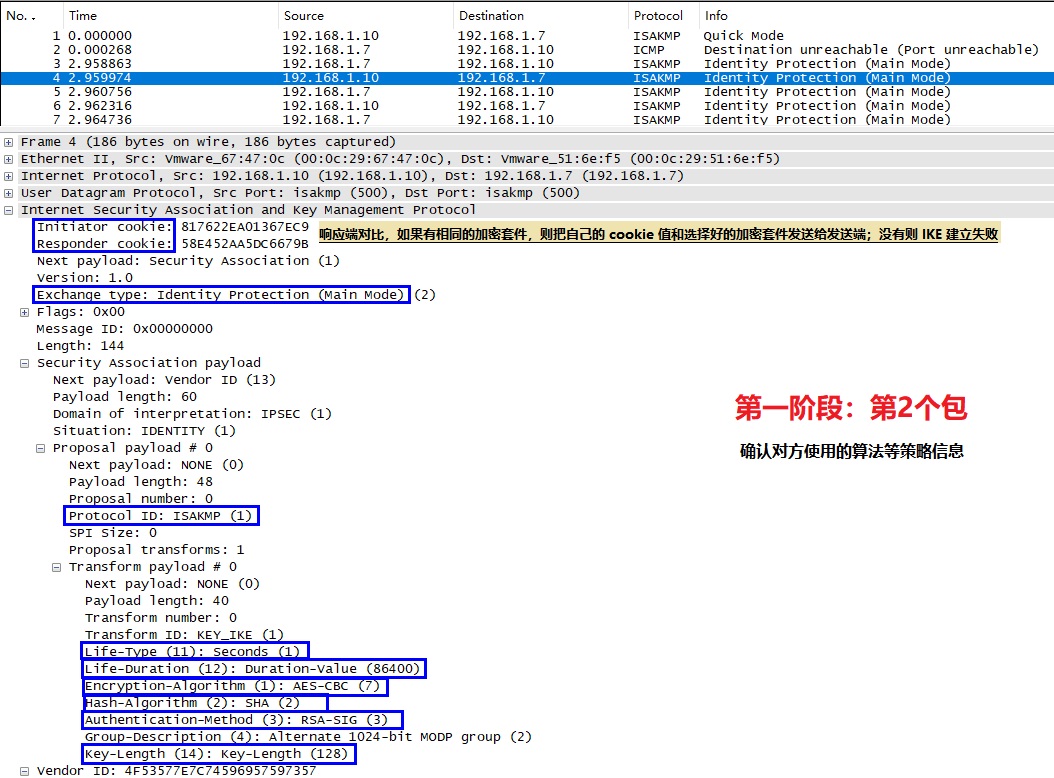 No. . Time Source Destination Protocol Info
1 0.000000 192.168.1.10 192.168.1.7 ISAKMP Quick Mode
2 0.000268 192.168.1.7 192.168.1.10 ICMP Destination unreachable (Port unreachable)
3 2.958863 192.168.1.7 192.168.1.10 ISAKMP Identity Protection (Main Mode)
4 2.959974 192.168.1.10 192.168.1.7 ISAKMP Identity Protection (Main Mode)
5 2.960756 192.168.1.7 192.168.1.10 ISAKMP Identity Protection (Main Mode)
6 2.962316 192.168.1.10 192.168.1.7 ISAKMP Identity Protection (Main Mode)
7 2.964736 192.168.1.7 192.168.1.10 ISAKMP Identity Protection (Main Mode)
Frame 4 (186 bytes on wire, 186 bytes captured)
Ethernet II, Src: Vmware_67:47:0c (00:0c:29:67:47:0c), Dst: Vmware_51:6e:f5 (00:0c:29:51:6e:f5)
Internet Protocol, Src: 192.168.1.10 (192.168.1.10), Dst: 192.168.1.7 (192.168.1.7)
User Datagram Protocol, Src Port: isakmp (500), Dst Port: isakmp (500)
Internet Security Association and Key Management Protocol
Initiator cookie: 817622EA01367EC9
Responder cookie: 58E452AA5DC6679B
响应端对比，如果有相同的加密套件，则把自己的 cookie 值和选择好的加密套件发送给发送端；没有则 IKE 建立失败
Next payload: Security Association (1)
Version: 1.0
Exchange type: Identity Protection (Main Mode) (2)
Flags: 0x00
Message ID: 0x00000000
Length: 144
Security Association payload
Next payload: Vendor ID (13)
Payload length: 60
Domain of interpretation: IPSEC (1)
Situation: IDENTITY (1)
第一阶段：第2个包
确认对方使用的算法等策略信息
Proposal payload # 0
Next payload: NONE (0)
Payload length: 48
Proposal number: 0
Protocol ID: ISAKMP (1)
SPI Size: 0
Proposal transforms: 1
Transform payload # 0
Next payload: NONE (0)
Payload length: 40
Transform number: 0
Transform ID: KEY_IKE (1)
Life-Type (11): Seconds (1)
Life-Duration (12): Duration-Value (86400)
Encryption-Algorithm (1): AES-CBC (7)
Hash-Algorithm (2): SHA (2)
Authentication-Method (3): RSA-SIG (3)
Group-Description (4): Alternate 1024-bit MODP group (2)
Key-Length (14): Key-Length (128)
Vendor ID: 4F53577E7C74596957597357